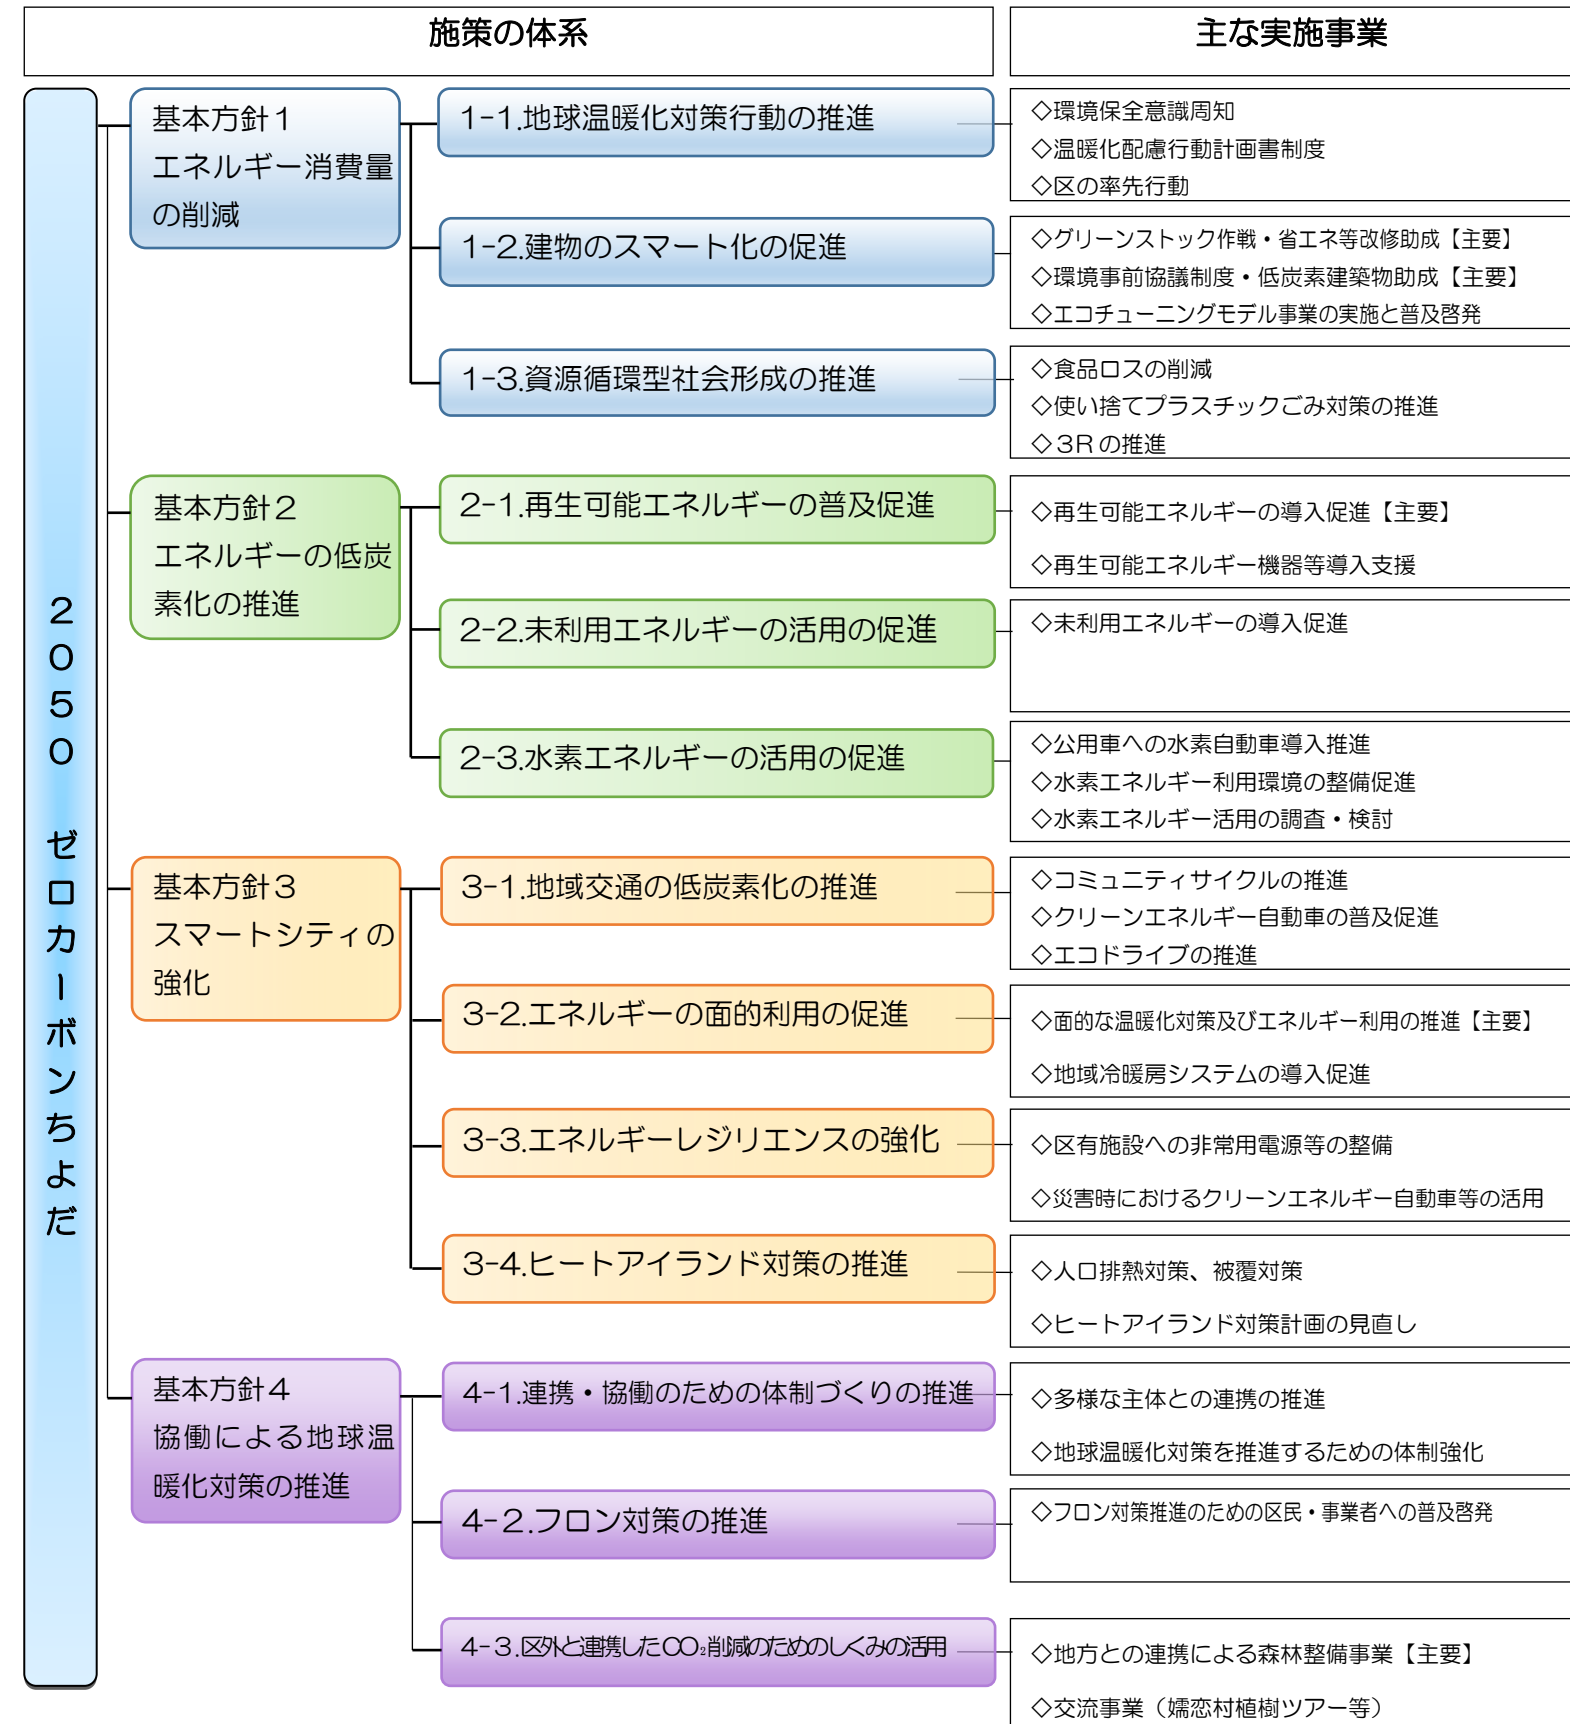 施策の体系
主な実施事業
2050 ゼロカーボンちよだ
基本方針1
エネルギー消費量
の削減
1-1.地球温暖化対策行動の推進
◇環境保全意識周知
◇温暖化配慮行動計画書制度
◇区の率先行動
1-2.建物のスマート化の促進
◇グリーンストック作戦・省エネ等改修助成【主要】
◇環境事前協議制度・低炭素建築物助成【主要】
◇エコチューニングモデル事業の実施と普及啓発
1-3.資源循環型社会形成の推進
◇食品ロスの削減
◇使い捨てプラスチックごみ対策の推進
◇3Rの推進
基本方針2
エネルギーの低炭
素化の推進
2-1.再生可能エネルギーの普及促進
◇再生可能エネルギーの導入促進【主要】
◇再生可能エネルギー機器等導入支援
2-2.未利用エネルギーの活用の促進
◇未利用エネルギーの導入促進
2-3.水素エネルギーの活用の促進
◇公用車への水素自動車導入推進
◇水素エネルギー利用環境の整備促進
◇水素エネルギー活用の調査・検討
基本方針3
スマートシティの
強化
3-1.地域交通の低炭素化の推進
◇コミュニティサイクルの推進
◇クリーンエネルギー自動車の普及促進
◇エコドライブの推進
3-2.エネルギーの面的利用の促進
◇面的な温暖化対策及びエネルギー利用の推進【主要】
◇地域冷暖房システムの導入促進
3-3.エネルギーレジリエンスの強化
◇区有施設への非常用電源等の整備
◇災害時におけるクリーンエネルギー自動車等の活用
3-4.ヒートアイランド対策の推進
◇人口排熱対策、被覆対策
◇ヒートアイランド対策計画の見直し
基本方針4
協働による地球温
暖化対策の推進
4-1.連携・協働のための体制づくりの推進
◇多様な主体との連携の推進
◇地球温暖化対策を推進するための体制強化
4-2.フロン対策の推進
◇フロン対策推進のための区民・事業者への普及啓発
4-3.区外と連携したCO₂削減のためのしくみの活用
◇地方との連携による森林整備事業【主要】
◇交流事業（嬬恋村植樹ツアー等）